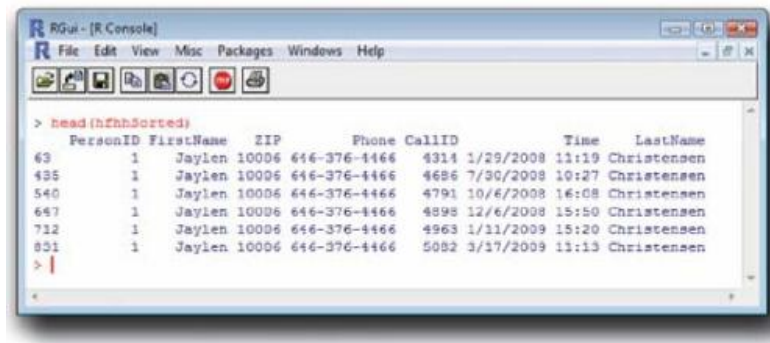 RGui - [R Console]
File Edit View Misc Packages Windows Help
STOP
> head(hfhhSorted)
PersonID FirstName ZIP Phone CallID Time LastName
63 1 Jaylen 10006 646-376-4466 4314 1/29/2008 11:19 Christensen
435 1 Jaylen 10006 646-376-4466 4686 7/30/2008 10:27 Christensen
540 1 Jaylen 10006 646-376-4466 4791 10/6/2008 16:08 Christensen
647 1 Jaylen 10006 646-376-4466 4898 12/6/2008 15:50 Christensen
712 1 Jaylen 10006 646-376-4466 4963 1/11/2009 15:20 Christensen
831 1 Jaylen 10006 646-376-4466 5082 3/17/2009 11:13 Christensen
>